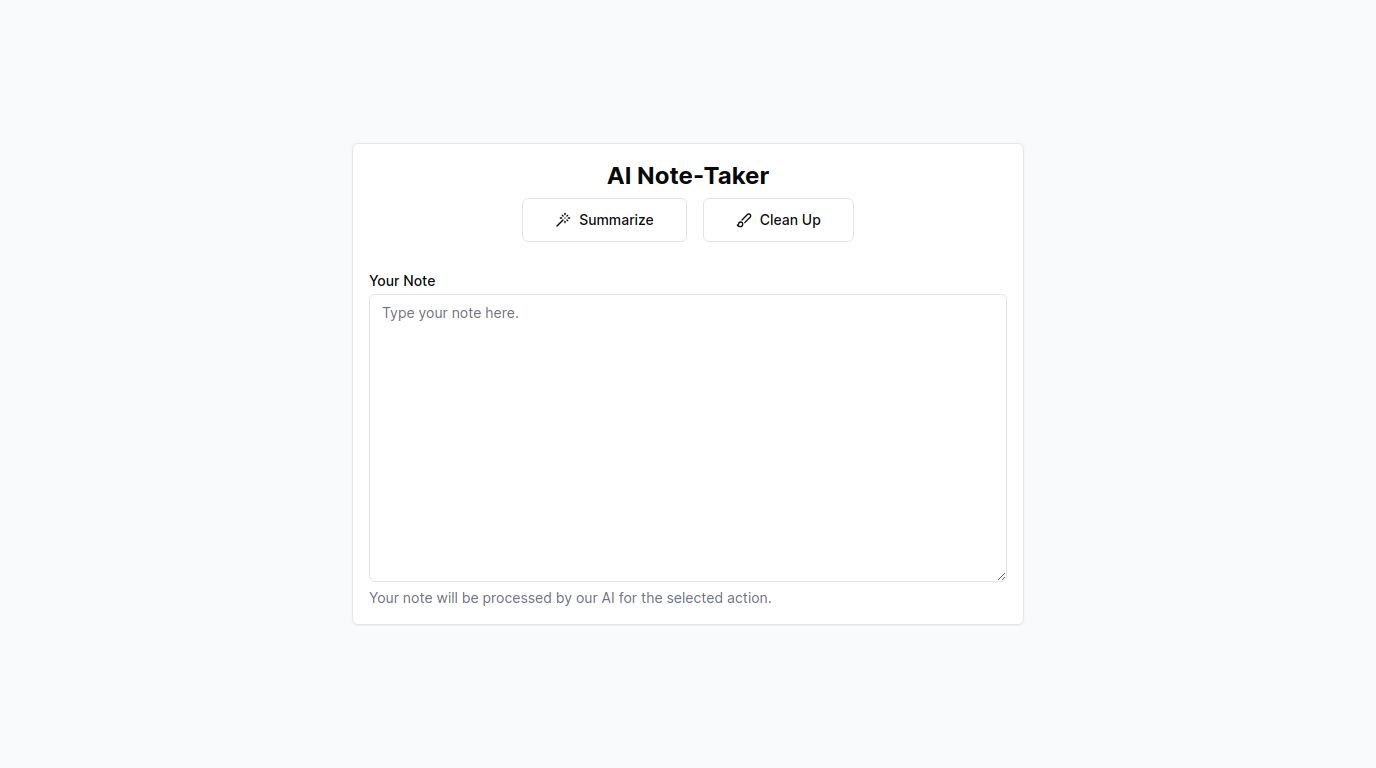 AI Note-Taker
Summarize Clean Up
Your Note
Type your note here.
Your note will be processed by our AI for the selected action.